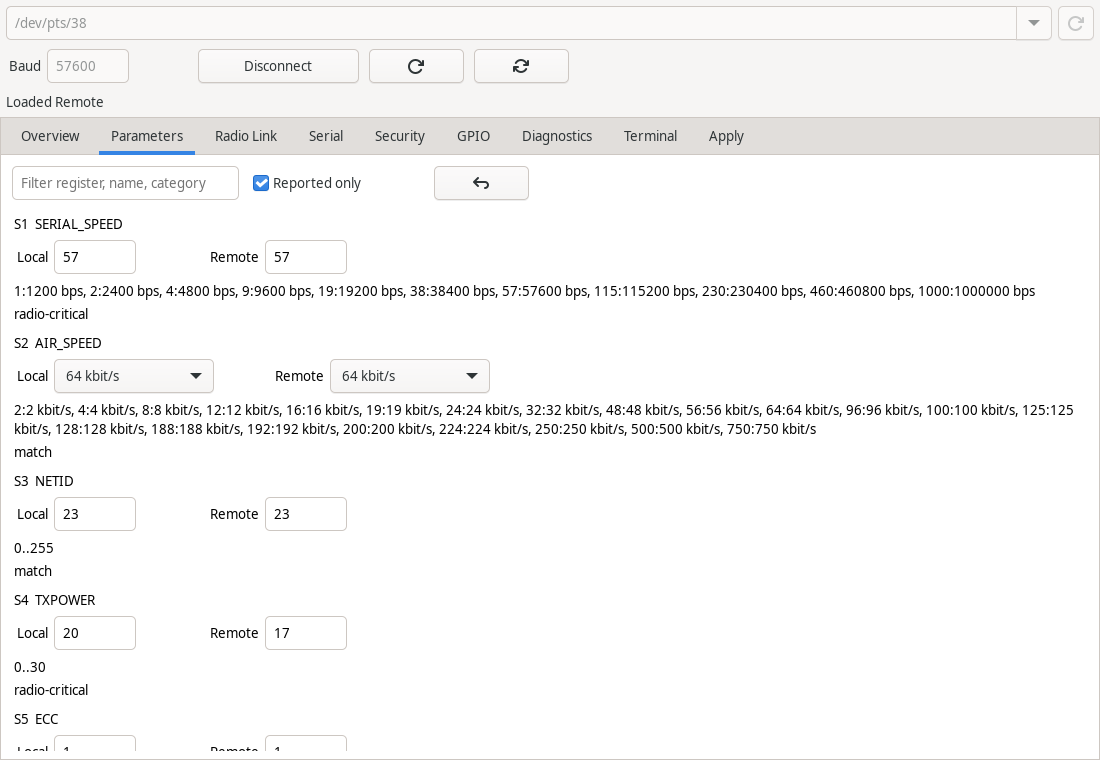 /dev/pts/38
Baud 57600 Disconnect
Loaded Remote
Overview Parameters Radio Link Serial Security GPIO Diagnostics Terminal Apply
Filter register, name, category Reported only
S1 SERIAL_SPEED
Local 57 Remote 57
1:1200 bps, 2:2400 bps, 4:4800 bps, 9:9600 bps, 19:19200 bps, 38:38400 bps, 57:57600 bps, 115:115200 bps, 230:230400 bps, 460:460800 bps, 1000:1000000 bps
radio-critical
S2 AIR_SPEED
Local 64 kbit/s Remote 64 kbit/s
2:2 kbit/s, 4:4 kbit/s, 8:8 kbit/s, 12:12 kbit/s, 16:16 kbit/s, 19:19 kbit/s, 24:24 kbit/s, 32:32 kbit/s, 48:48 kbit/s, 56:56 kbit/s, 64:64 kbit/s, 96:96 kbit/s, 100:100 kbit/s, 125:125
kbit/s, 128:128 kbit/s, 188:188 kbit/s, 192:192 kbit/s, 200:200 kbit/s, 224:224 kbit/s, 250:250 kbit/s, 500:500 kbit/s, 750:750 kbit/s
match
S3 NETID
Local 23 Remote 23
0..255
match
S4 TXPOWER
Local 20 Remote 17
0..30
radio-critical
S5 ECC
Local 1 Remote 1